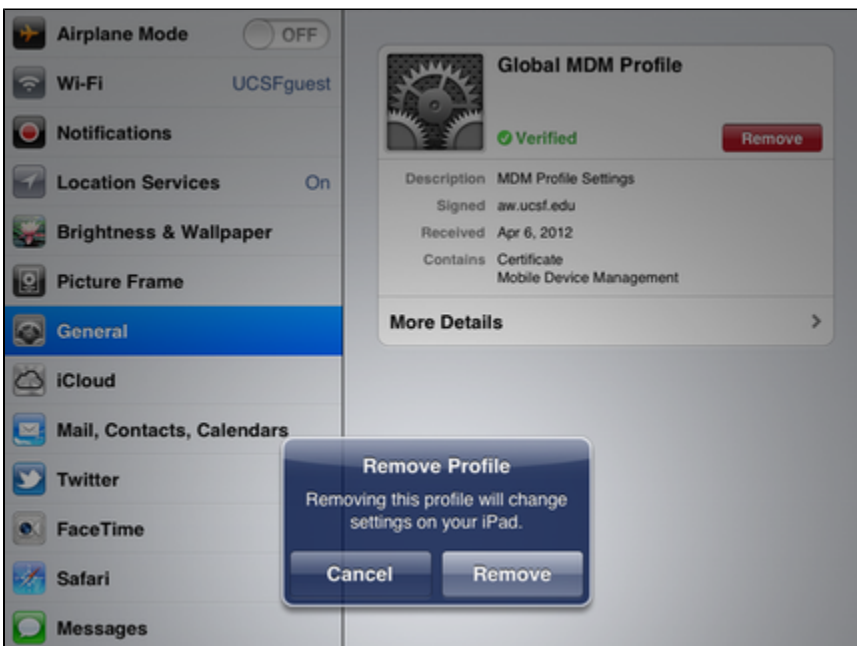 Airplane Mode OFF
Wi-Fi UCSFguest
Notifications
Location Services On
Brightness & Wallpaper
Picture Frame
General
iCloud
Mail, Contacts, Calendars
Twitter
FaceTime
Safari
Messages
Global MDM Profile
Verified Remove
Description MDM Profile Settings
Signed aw.ucsf.edu
Received Apr 6, 2012
Contains Certificate
Mobile Device Management
More Details
Remove Profile
Removing this profile will change
settings on your iPad.
Cancel Remove